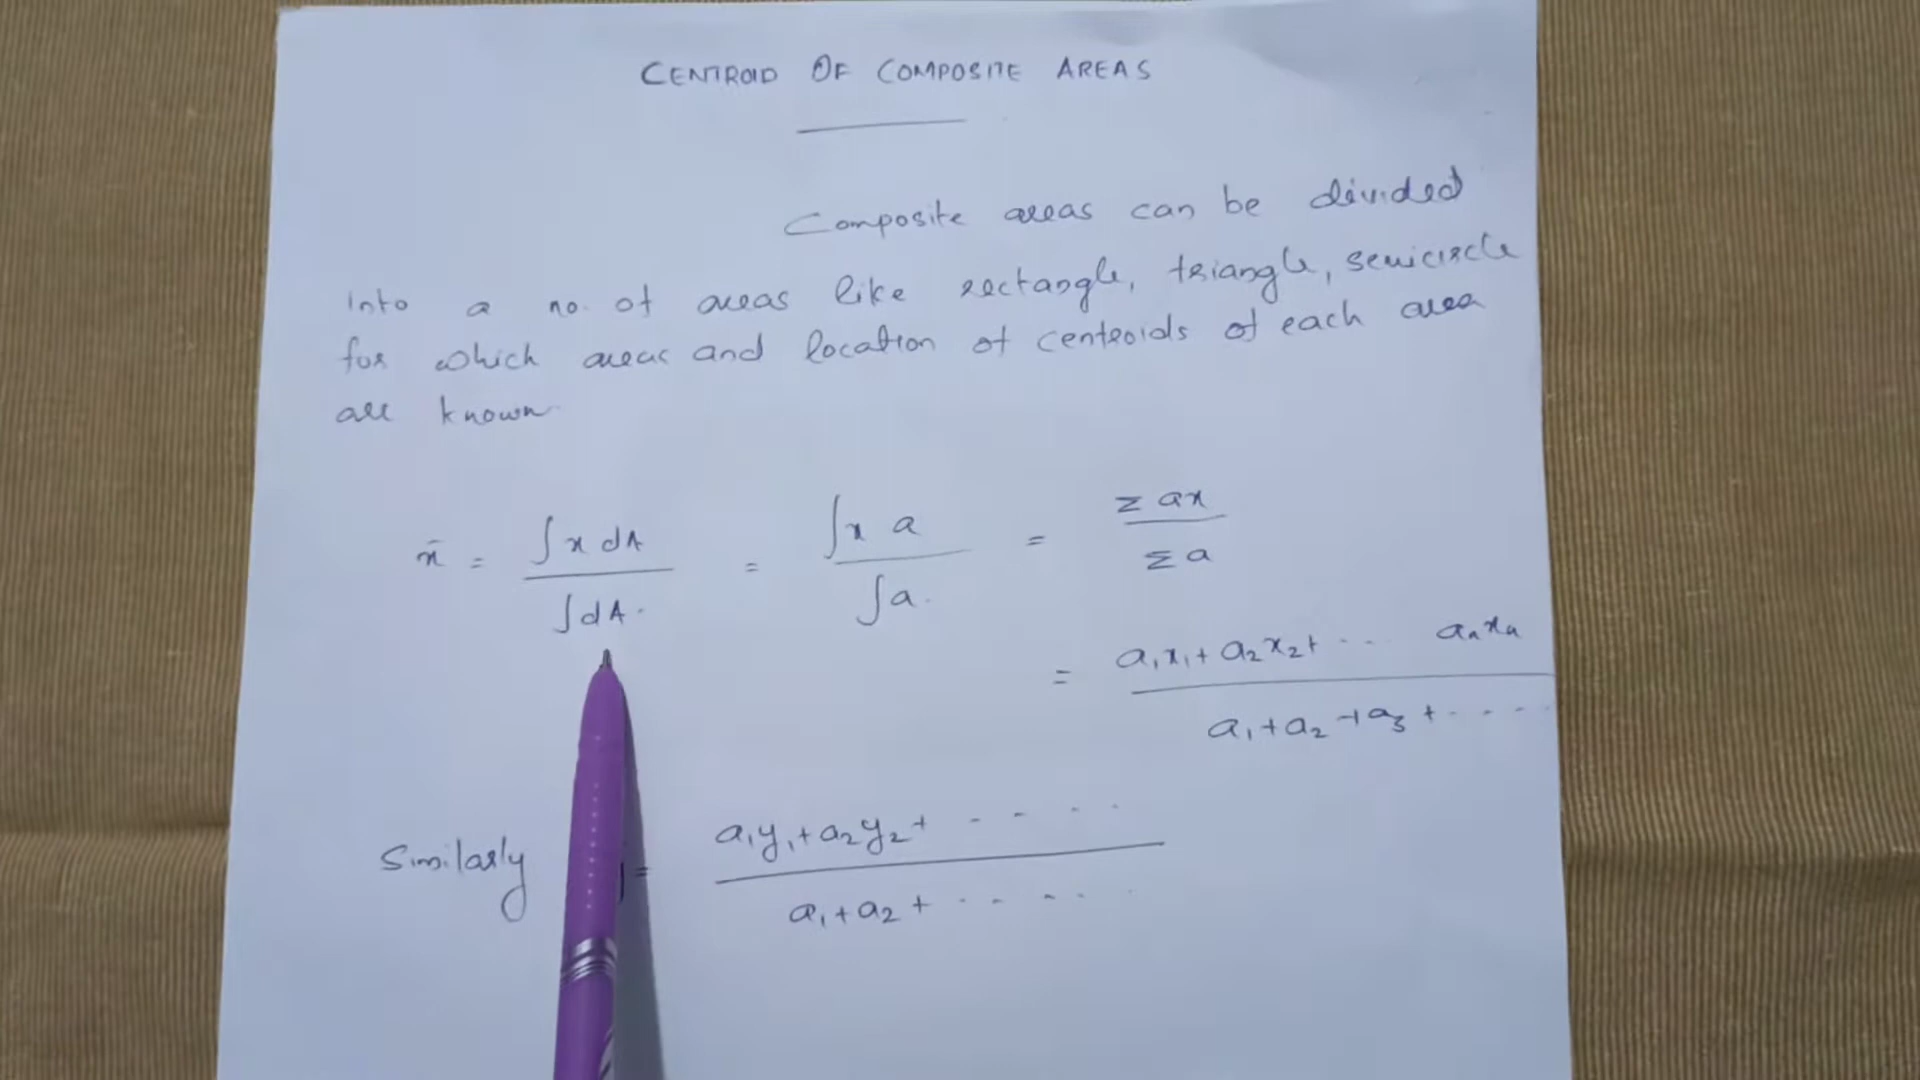 CENTROID OF COMPOSITE AREAS
Composite areas can be divided
into a no. of areas like rectangle, triangle, semicircle
for which areas and location of centroids of each area
are known
x̄ = ∫x dA / ∫dA = ∫x a / ∫a = Σax / Σa
= a₁x₁ + a₂x₂ + ... aₙxₙ / a₁ + a₂ + a₃ + ....
Similarly = a₁y₁ + a₂y₂ + .... / a₁ + a₂ + .....